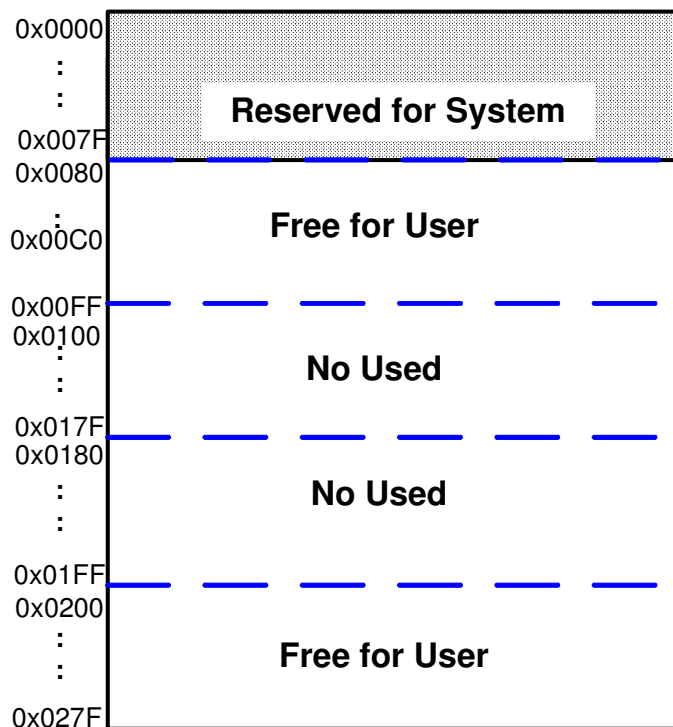 0x0000
:
:
Reserved for System
0x007F
0x0080
:
Free for User
0x00C0
0x00FF
0x0100
:
:
No Used
0x017F
0x0180
:
:
No Used
0x01FF
0x0200
:
:
Free for User
0x027F